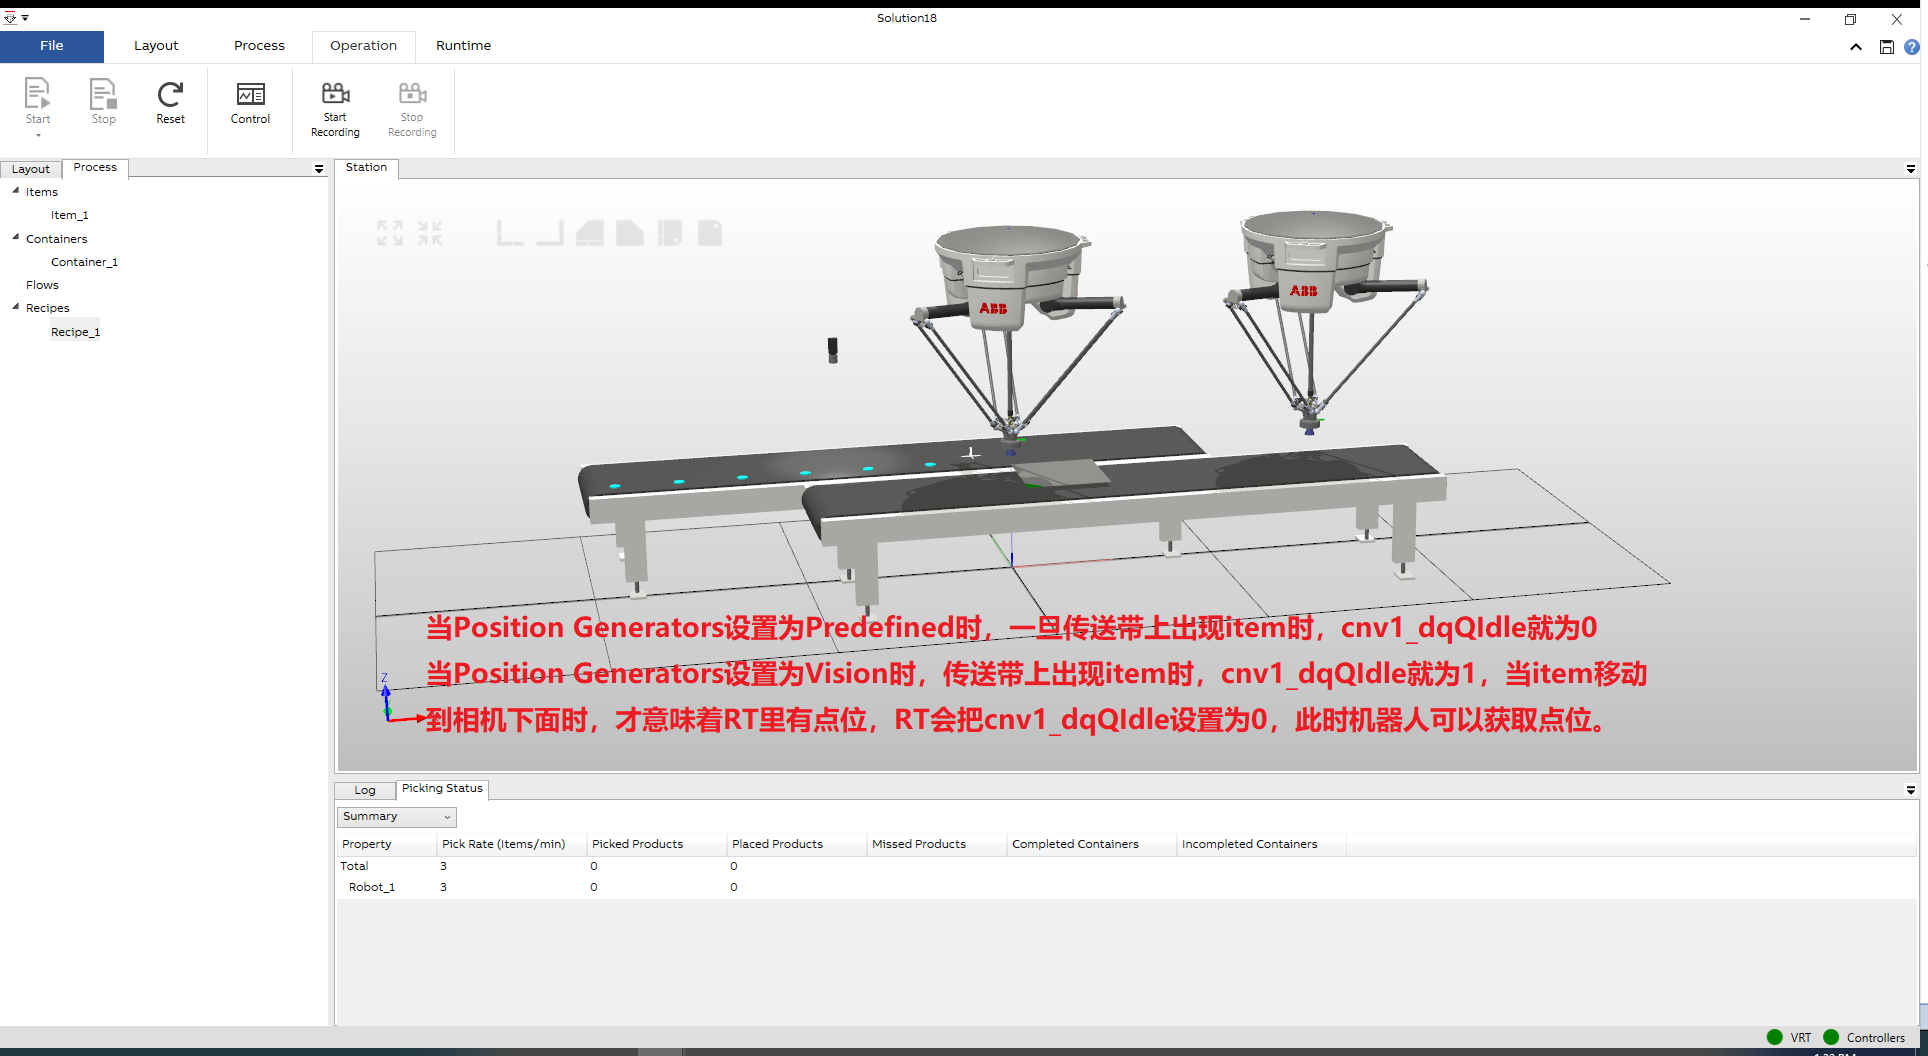 Solution18
File
Layout
Process
Operation
Runtime
Start
Stop
Reset
Control
Start
Recording
Stop
Recording
Layout
Process
Items
Item_1
Containers
Container_1
Flows
Recipes
Recipe_1
Station
ABB
ABB
当Position Generators设置为Predefined时，一旦传送带上出现item时，cnv1_dqQIdle就为0
当Position Generators设置为Vision时，传送带上出现item时，cnv1_dqQIdle就为1，当item移动
到相机下面时，才意味着RT里有点位，RT会把cnv1_dqQIdle设置为0，此时机器人可以获取点位。
Z
Log
Picking Status
Summary
Property Pick Rate (Items/min) Picked Products Placed Products Missed Products Completed Containers Incompleted Containers
Total 3 0 0
Robot_1 3 0 0
VRT
Controllers